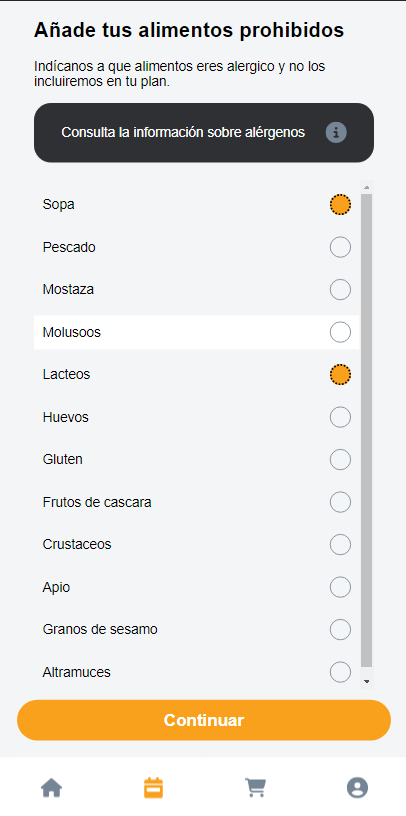 Añade tus alimentos prohibidos
Indícanos a que alimentos eres alergico y no los
incluiremos en tu plan.
Consulta la información sobre alérgenos
Sopa
Pescado
Mostaza
Molusoos
Lacteos
Huevos
Gluten
Frutos de cascara
Crustaceos
Apio
Granos de sesamo
Altramuces
Continuar